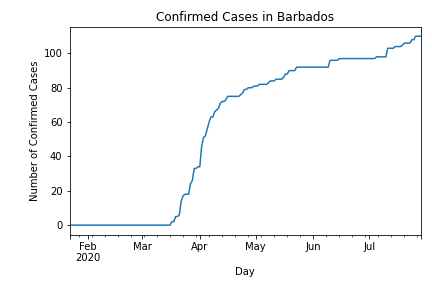 Confirmed Cases in Barbados
Number of Confirmed Cases
100
80
60
40
20
0
Feb Mar Apr May Jun Jul
2020
Day